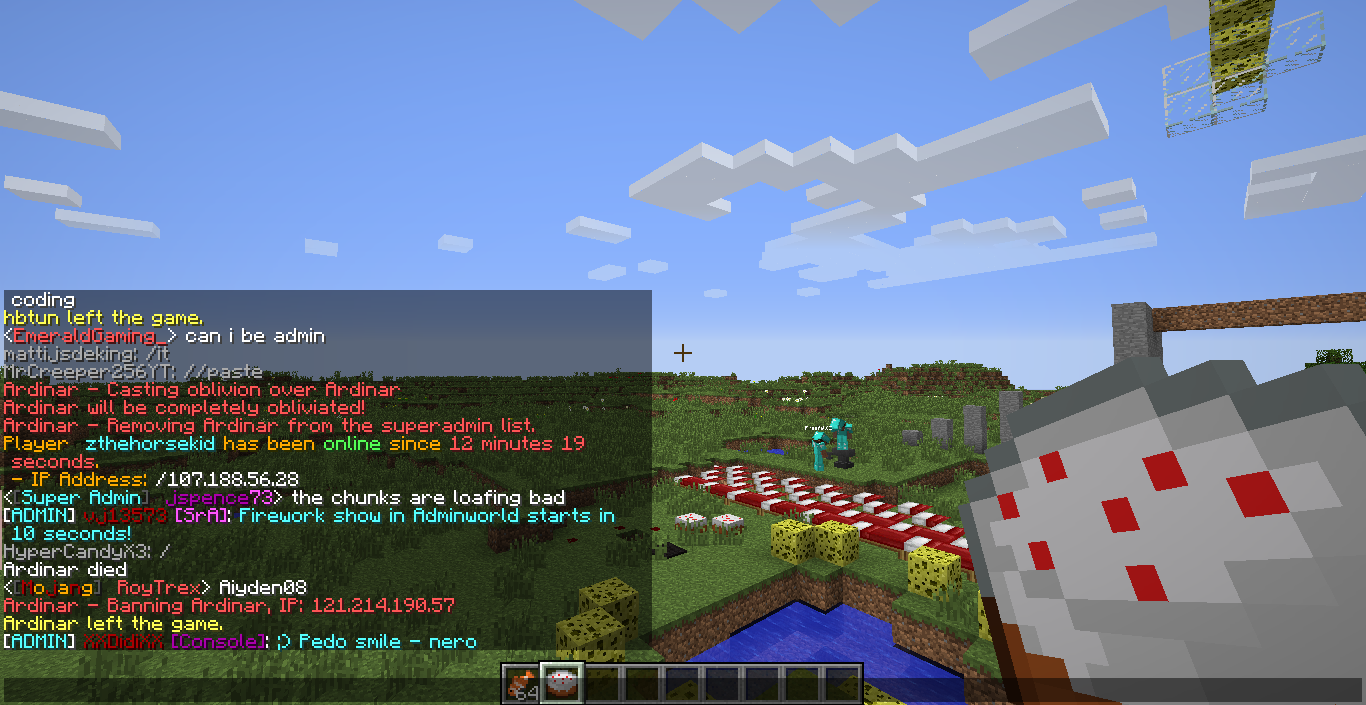 coding
hbtun left the game.
<EmeraldGaming_> can i be admin
mattijsdeking: /it
MrCreeper256YT: //paste
Ardinar - Casting oblivion over Ardinar
Ardinar will be completely obliviated!
Ardinar - Removing Ardinar from the superadmin list.
Player zthehorsekid has been online since 12 minutes 19
seconds.
- IP Address: /107.188.56.28
<[Super Admin] jspence73> the chunks are loafing bad
[ADMIN] vj13573 [SrA]: Firework show in Adminworld starts in
10 seconds!
HyperCandyX3: /
Ardinar died
<[Mojang] RoyTrex> Aiyden08
Ardinar - Banning Ardinar, IP: 121.214.190.57
Ardinar left the game.
[ADMIN] XXDidiXX [Console]: ;) Pedo smile - nero
64